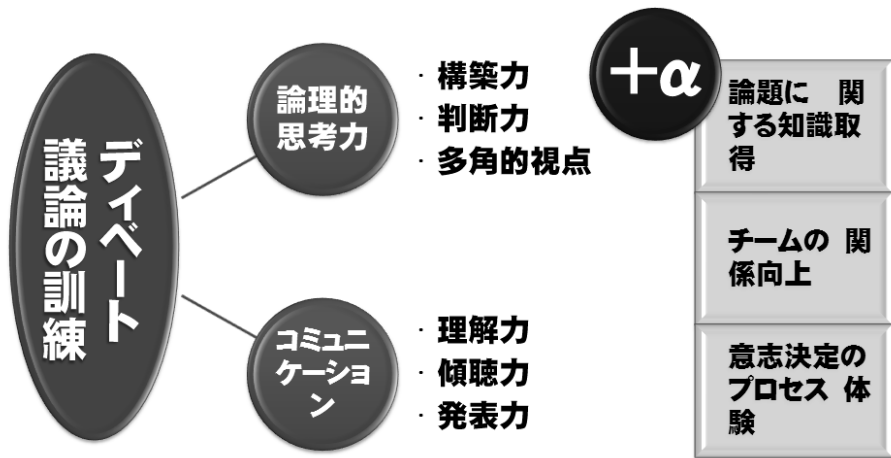 ディベート
議論の訓練
論理的
思考力
・構築力
・判断力
・多角的視点
コミュニ
ケーショ
ン
・理解力
・傾聴力
・発表力
＋α
論題に 関
する知識取
得
チームの 関
係向上
意志決定の
プロセス 体
験